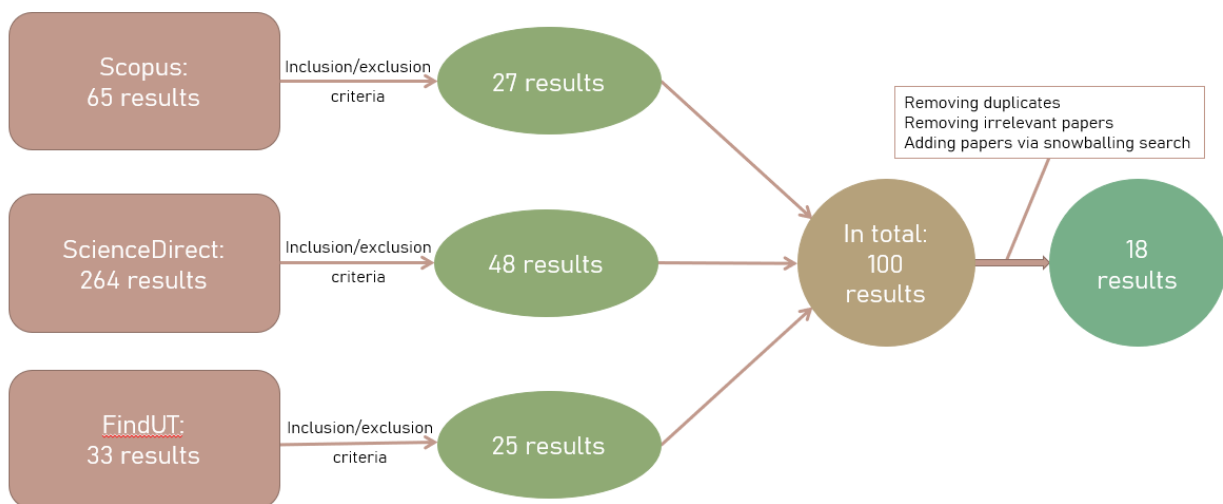 Scopus:
65 results
Inclusion/exclusion
criteria
27 results
ScienceDirect:
264 results
Inclusion/exclusion
criteria
48 results
FindUT:
33 results
Inclusion/exclusion
criteria
25 results
In total:
100
results
Removing duplicates
Removing irrelevant papers
Adding papers via snowballing search
18
results